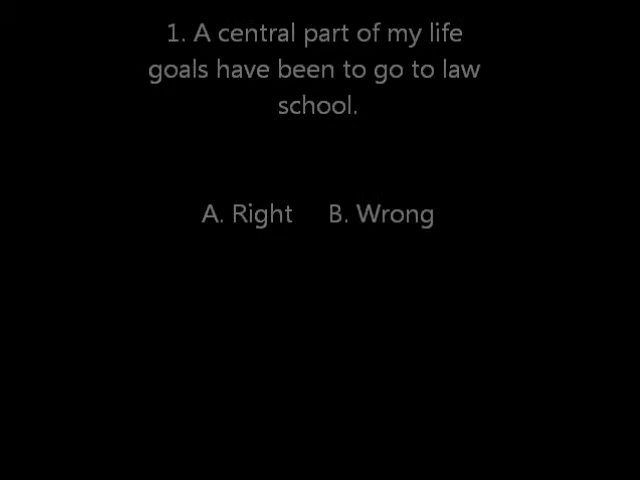 1. A central part of my life
goals have been to go to law
school.
A. Right B. Wrong